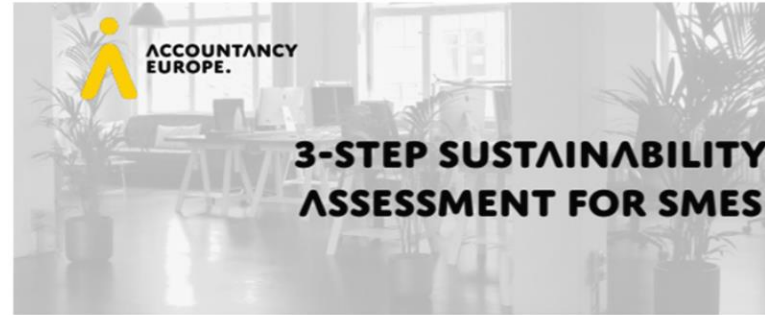 ACCOUNTANCY
EUROPE.
3-STEP SUSTAINABILITY
ASSESSMENT FOR SMES